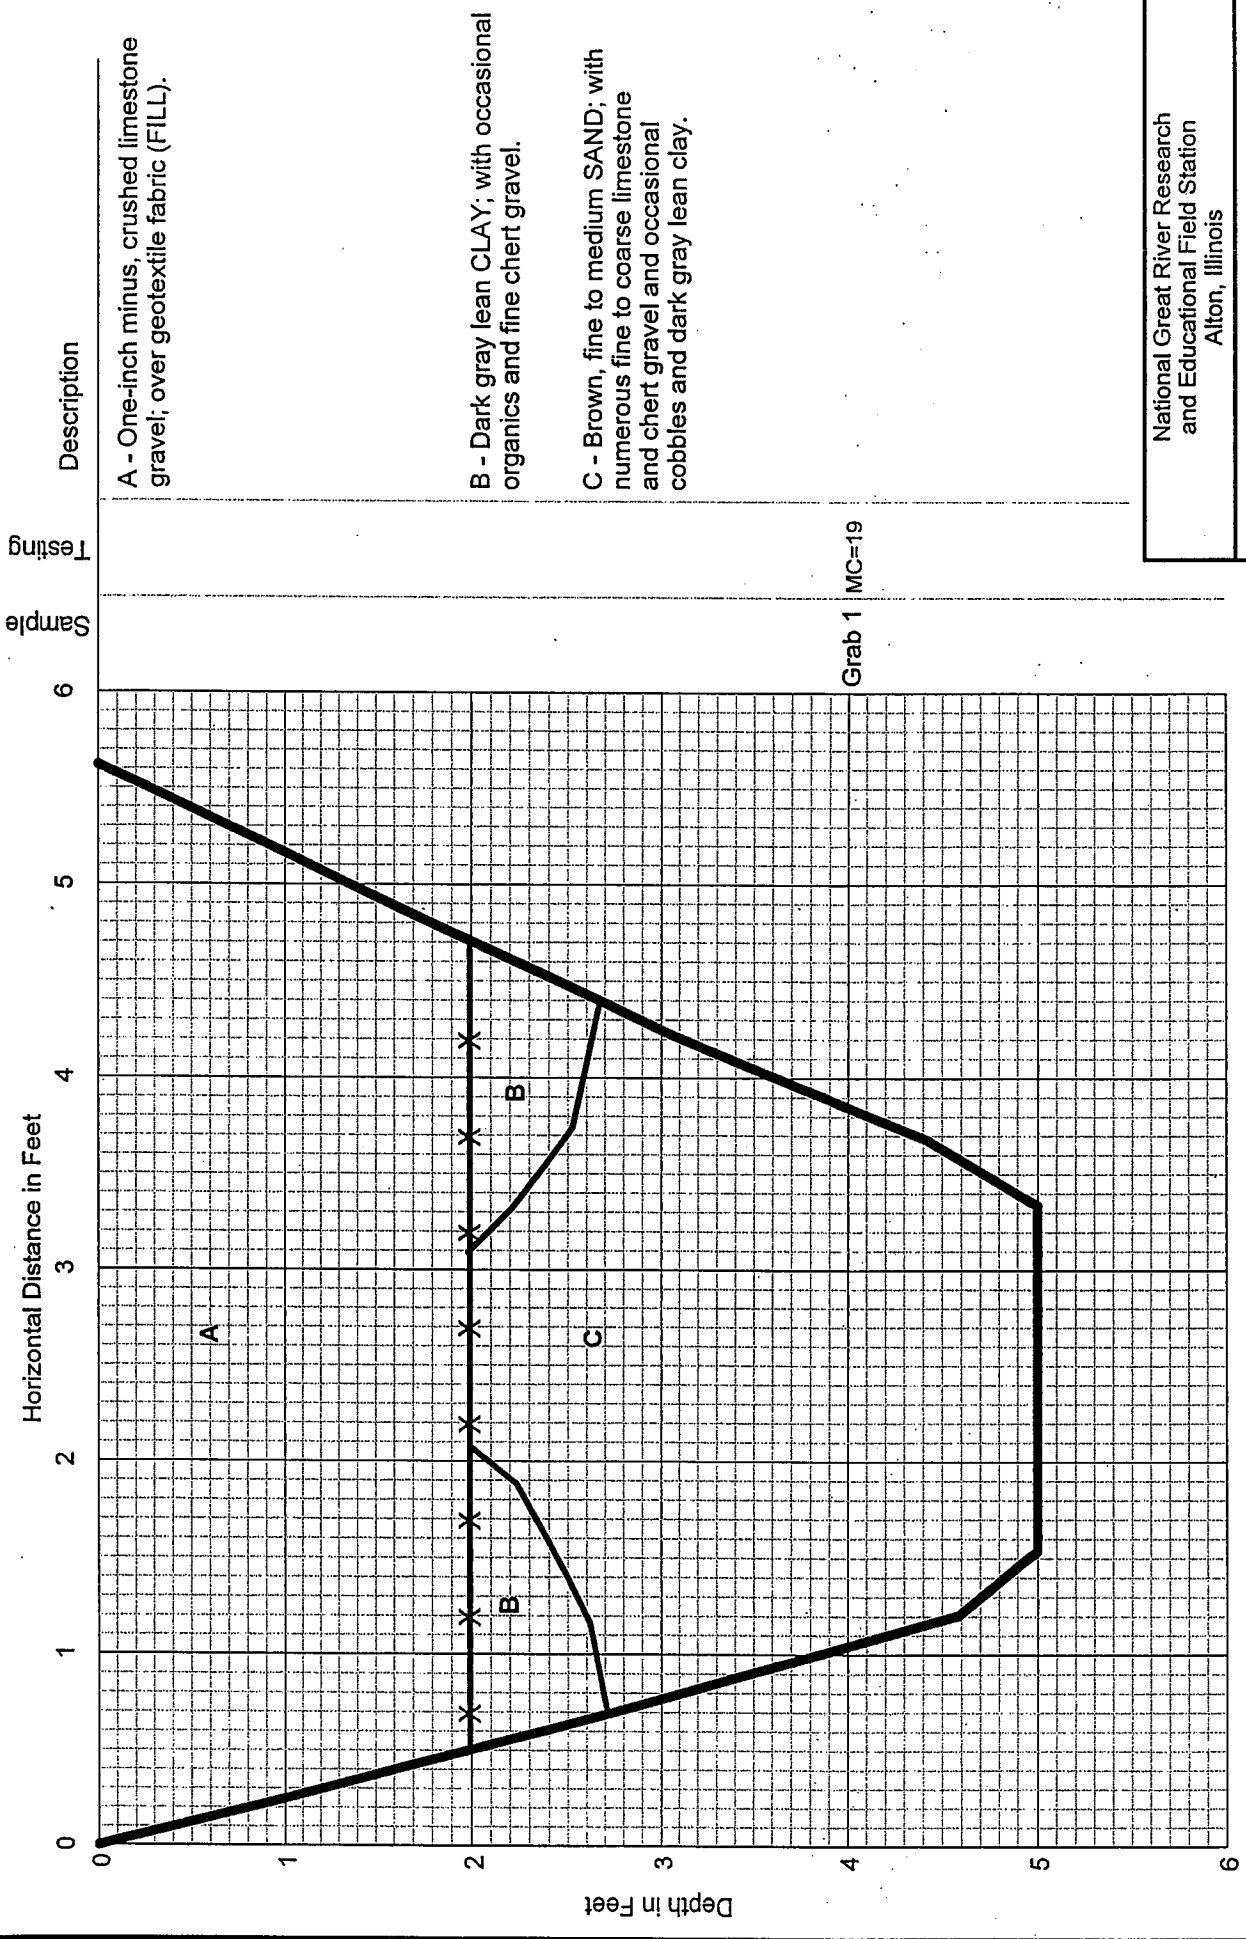 Horizontal Distance in Feet
0
1
2
3
4
5
6
Sample
Testing
Description
Depth in Feet
0
1
2
3
4
5
6
A
B
B
C
Grab 1
MC=19
A - One-inch minus, crushed limestone
gravel; over geotextile fabric (FILL).
B - Dark gray lean CLAY; with occasional
organics and fine chert gravel.
C - Brown, fine to medium SAND; with
numerous fine to coarse limestone
and chert gravel and occasional
cobbles and dark gray lean clay.
National Great River Research
and Educational Field Station
Alton, Illinois